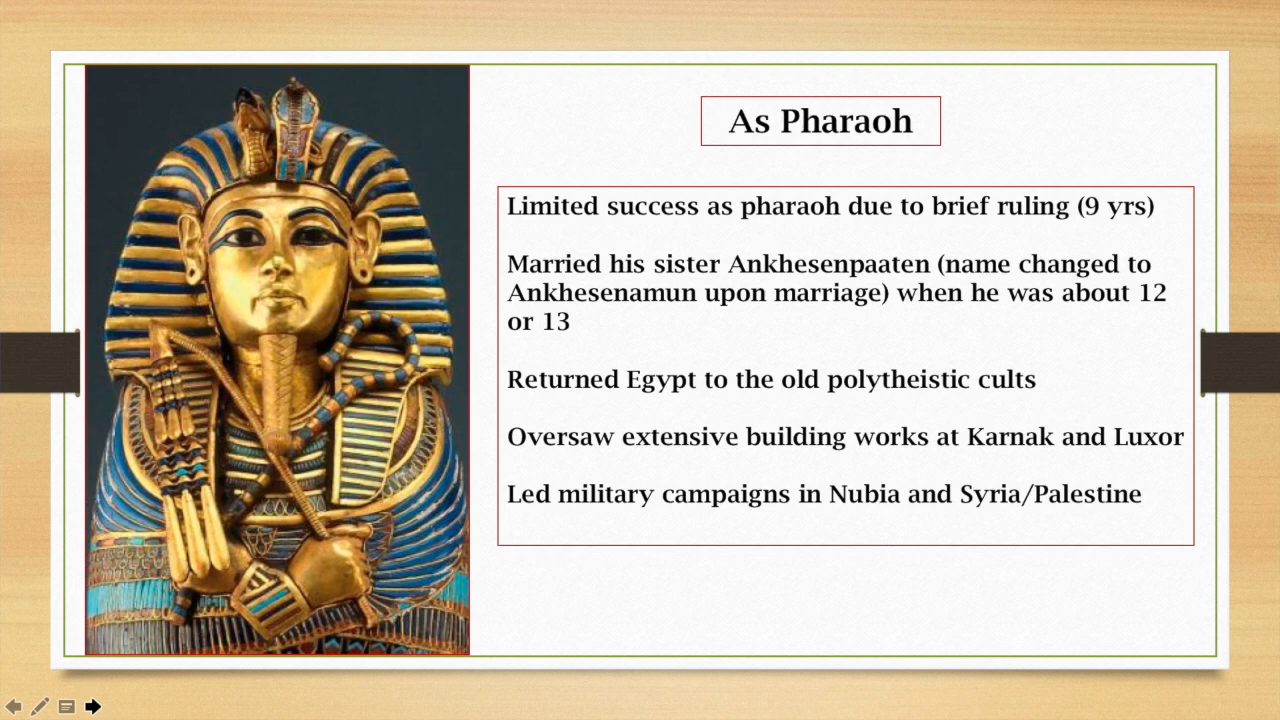 As Pharaoh
Limited success as pharaoh due to brief ruling (9 yrs)
Married his sister Ankhesenpaaten (name changed to
Ankhesenamun upon marriage) when he was about 12
or 13
Returned Egypt to the old polytheistic cults
Oversaw extensive building works at Karnak and Luxor
Led military campaigns in Nubia and Syria/Palestine